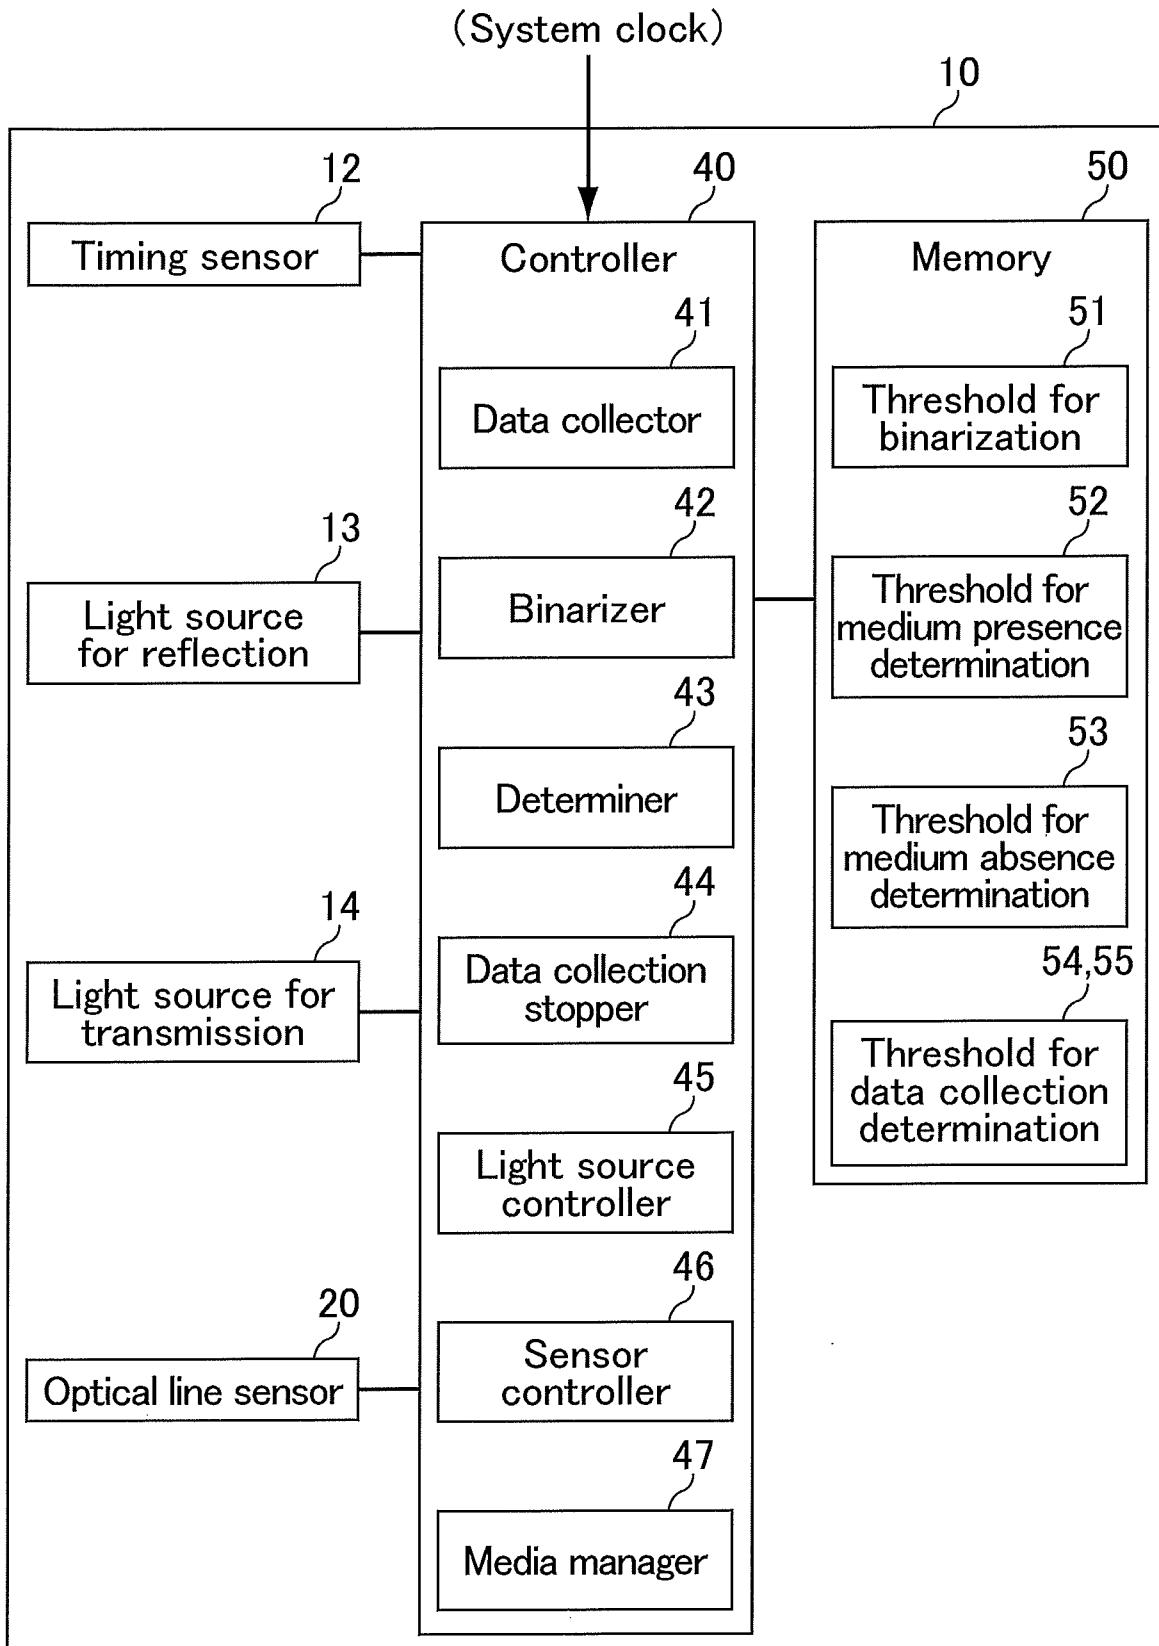 (System clock)
10
12
40
50
Timing sensor
Controller
Memory
41
51
Data collector
Threshold for
binarization
13
42
52
Light source
for reflection
Binarizer
Threshold for
medium presence
determination
43
53
Determiner
Threshold for
medium absence
determination
14
44
54,55
Light source for
transmission
Data collection
stopper
Threshold for
data collection
determination
45
Light source
controller
20
46
Optical line sensor
Sensor
controller
47
Media manager